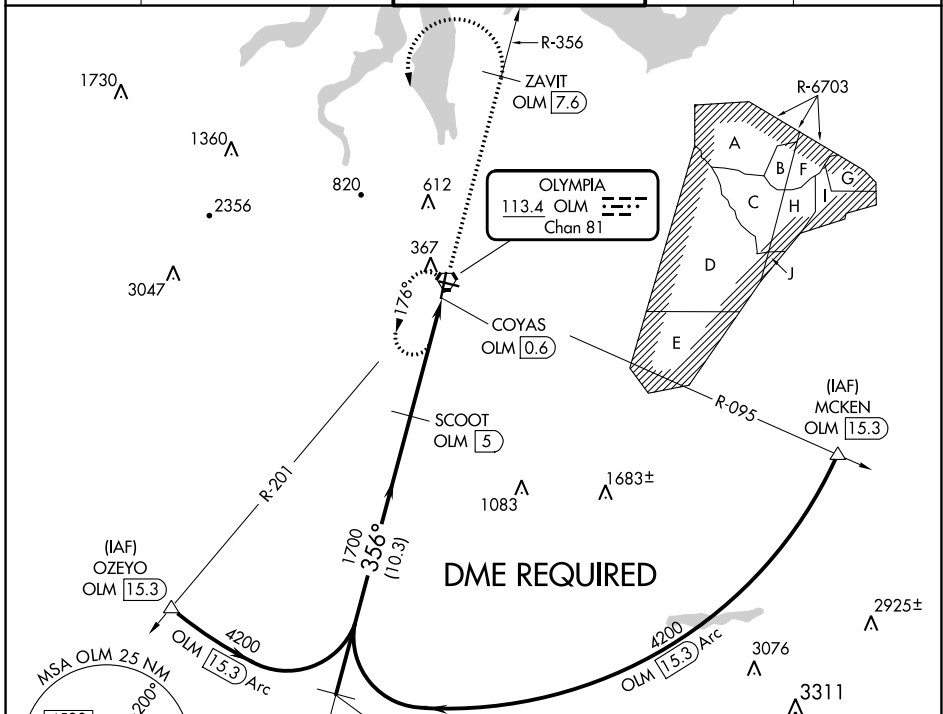 R-356
ZAVIT
OLM 7.6
1730
R-6703
1360
A
B
F
G
820
612
OLYMPIA
113.4 OLM
Chan 81
C
H
I
2356
367
3047
176°
D
J
COYAS
OLM 0.6
E
R-095
(IAF)
MCKEN
OLM 15.3
SCOOT
OLM 5
R-201
1083
1683±
1700
356°
(10.3)
DME REQUIRED
(IAF)
OZEYO
OLM 15.3
4200
OLM 15.3 Arc
4200
OLM 15.3 Arc
2925±
3076
3311
MSA OLM 25 NM
200°